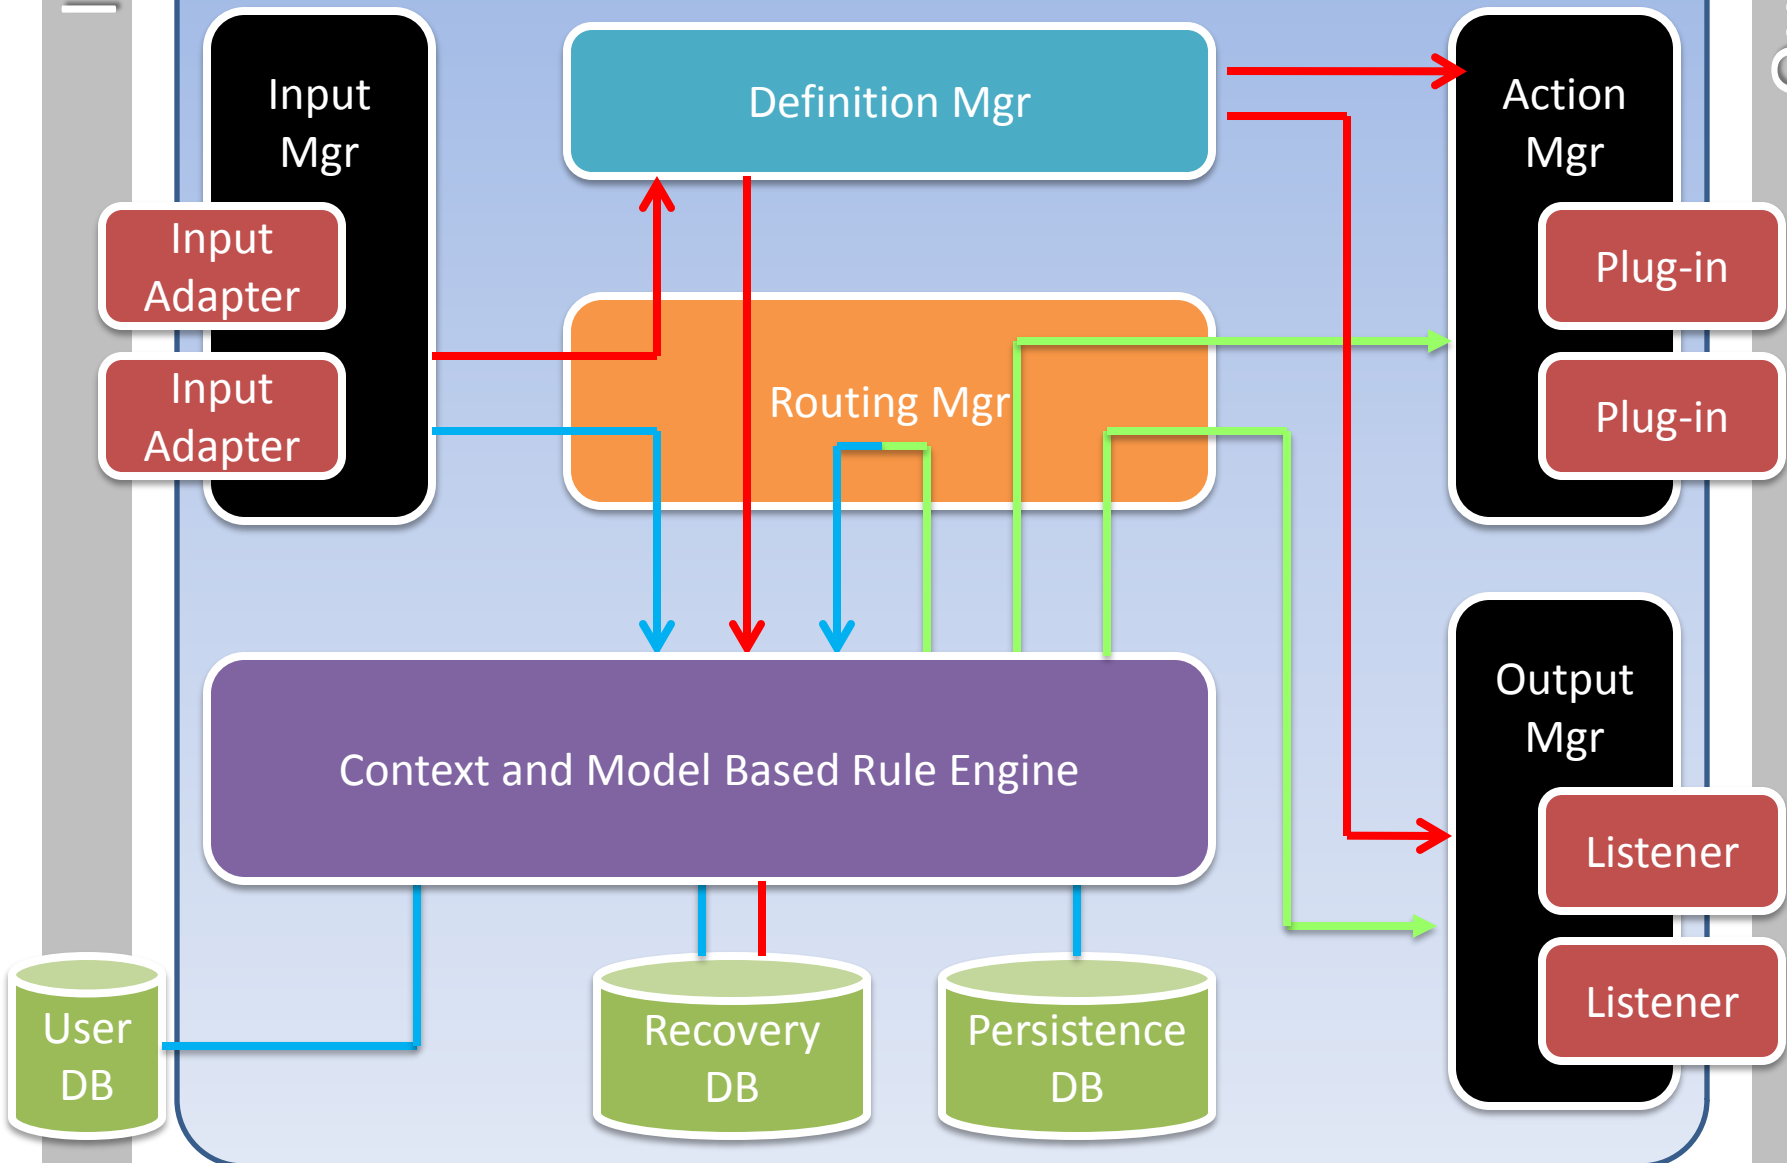 Input
Mgr
Definition Mgr
Action
Mgr
Input
Adapter
Plug-in
Input
Adapter
Routing Mgr
Plug-in
Output
Mgr
Context and Model Based Rule Engine
Listener
Listener
User
DB
Recovery
DB
Persistence
DB